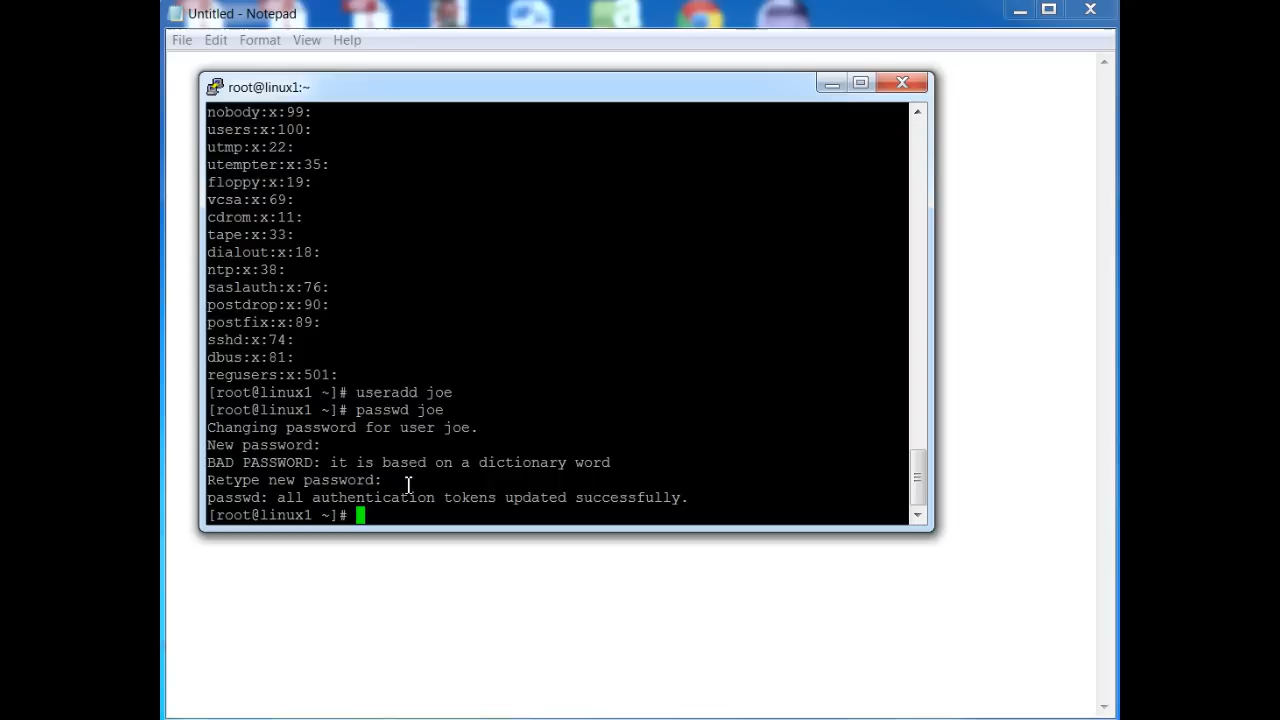 Untitled - Notepad
File Edit Format View Help
root@linux1:~
nobody:x:99:
users:x:100:
utmp:x:22:
utempter:x:35:
floppy:x:19:
vcsa:x:69:
cdrom:x:11:
tape:x:33:
dialout:x:18:
ntp:x:38:
saslauth:x:76:
postdrop:x:90:
postfix:x:89:
sshd:x:74:
dbus:x:81:
regusers:x:501:
[root@linux1 ~]# useradd joe
[root@linux1 ~]# passwd joe
Changing password for user joe.
New password:
BAD PASSWORD: it is based on a dictionary word
Retype new password:
passwd: all authentication tokens updated successfully.
[root@linux1 ~]#